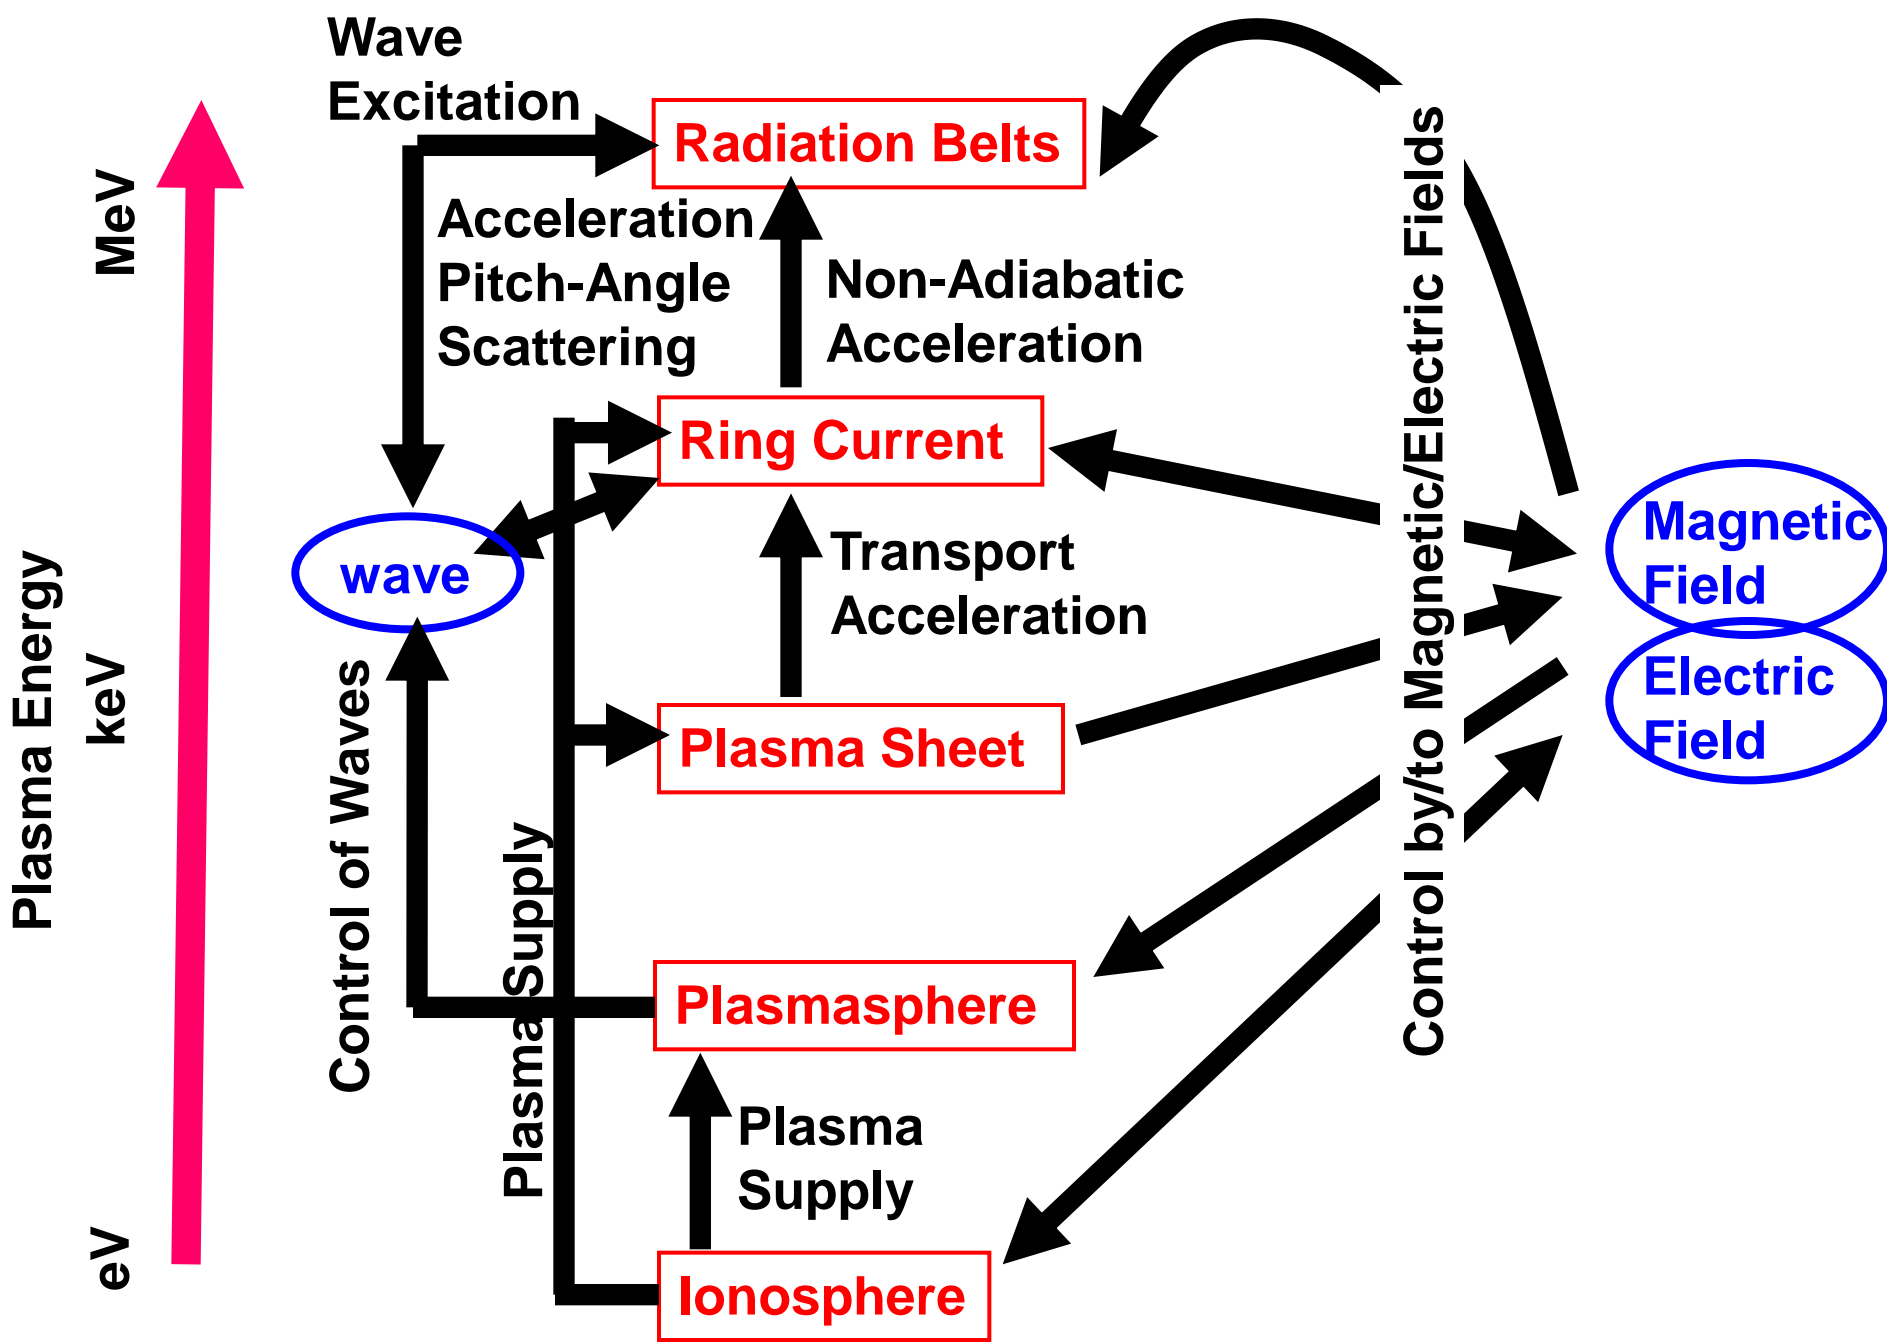 Wave
Excitation
Radiation Belts
MeV
Acceleration
Pitch-Angle
Scattering
Non-Adiabatic
Acceleration
Control by/to Magnetic/Electric Fields
Ring Current
Magnetic
Field
wave
Transport
Acceleration
Plasma Energy
keV
Electric
Field
Plasma Sheet
Control of Waves
Plasma Supply
Plasmasphere
Plasma
Supply
eV
Ionosphere